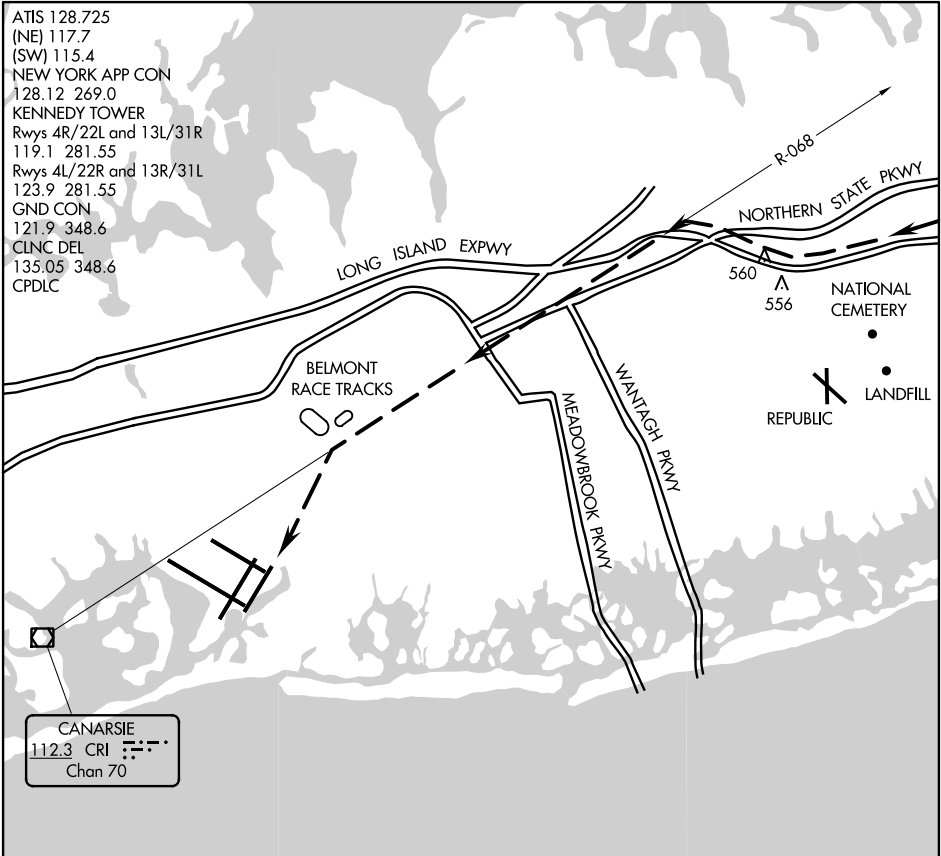 ATIS 128.725
(NE) 117.7
(SW) 115.4
NEW YORK APP CON
128.12 269.0
KENNEDY TOWER
Rwys 4R/22L and 13L/31R
119.1 281.55
Rwys 4L/22R and 13R/31L
123.9 281.55
GND CON
121.9 348.6
CLNC DEL
135.05 348.6
CPDLC
R-068
NORTHERN STATE PKWY
LONG ISLAND EXPWY
560
556
NATIONAL
CEMETERY
LANDFILL
REPUBLIC
BELMONT
RACE TRACKS
WANTAGH PKWY
MEADOWBROOK PKWY
CANARSIE
112.3 CRI
Chan 70